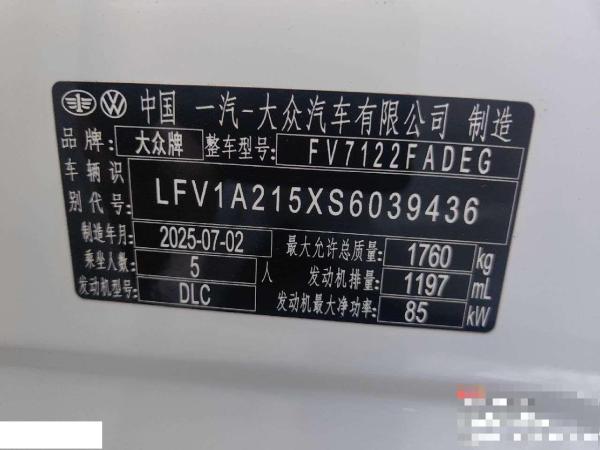 中国 一汽-大众汽车有限公司 制造
品牌 大众牌 整车型号: FV7122FADEG
车辆识别代号: LFV1A215XS6039436
制造年月 2025-07-02 最大允许总质量: 1760 kg
乘坐人数: 5 人 发动机排量: 1197 mL
发动机型号: DLC 发动机最大净功率: 85 kW